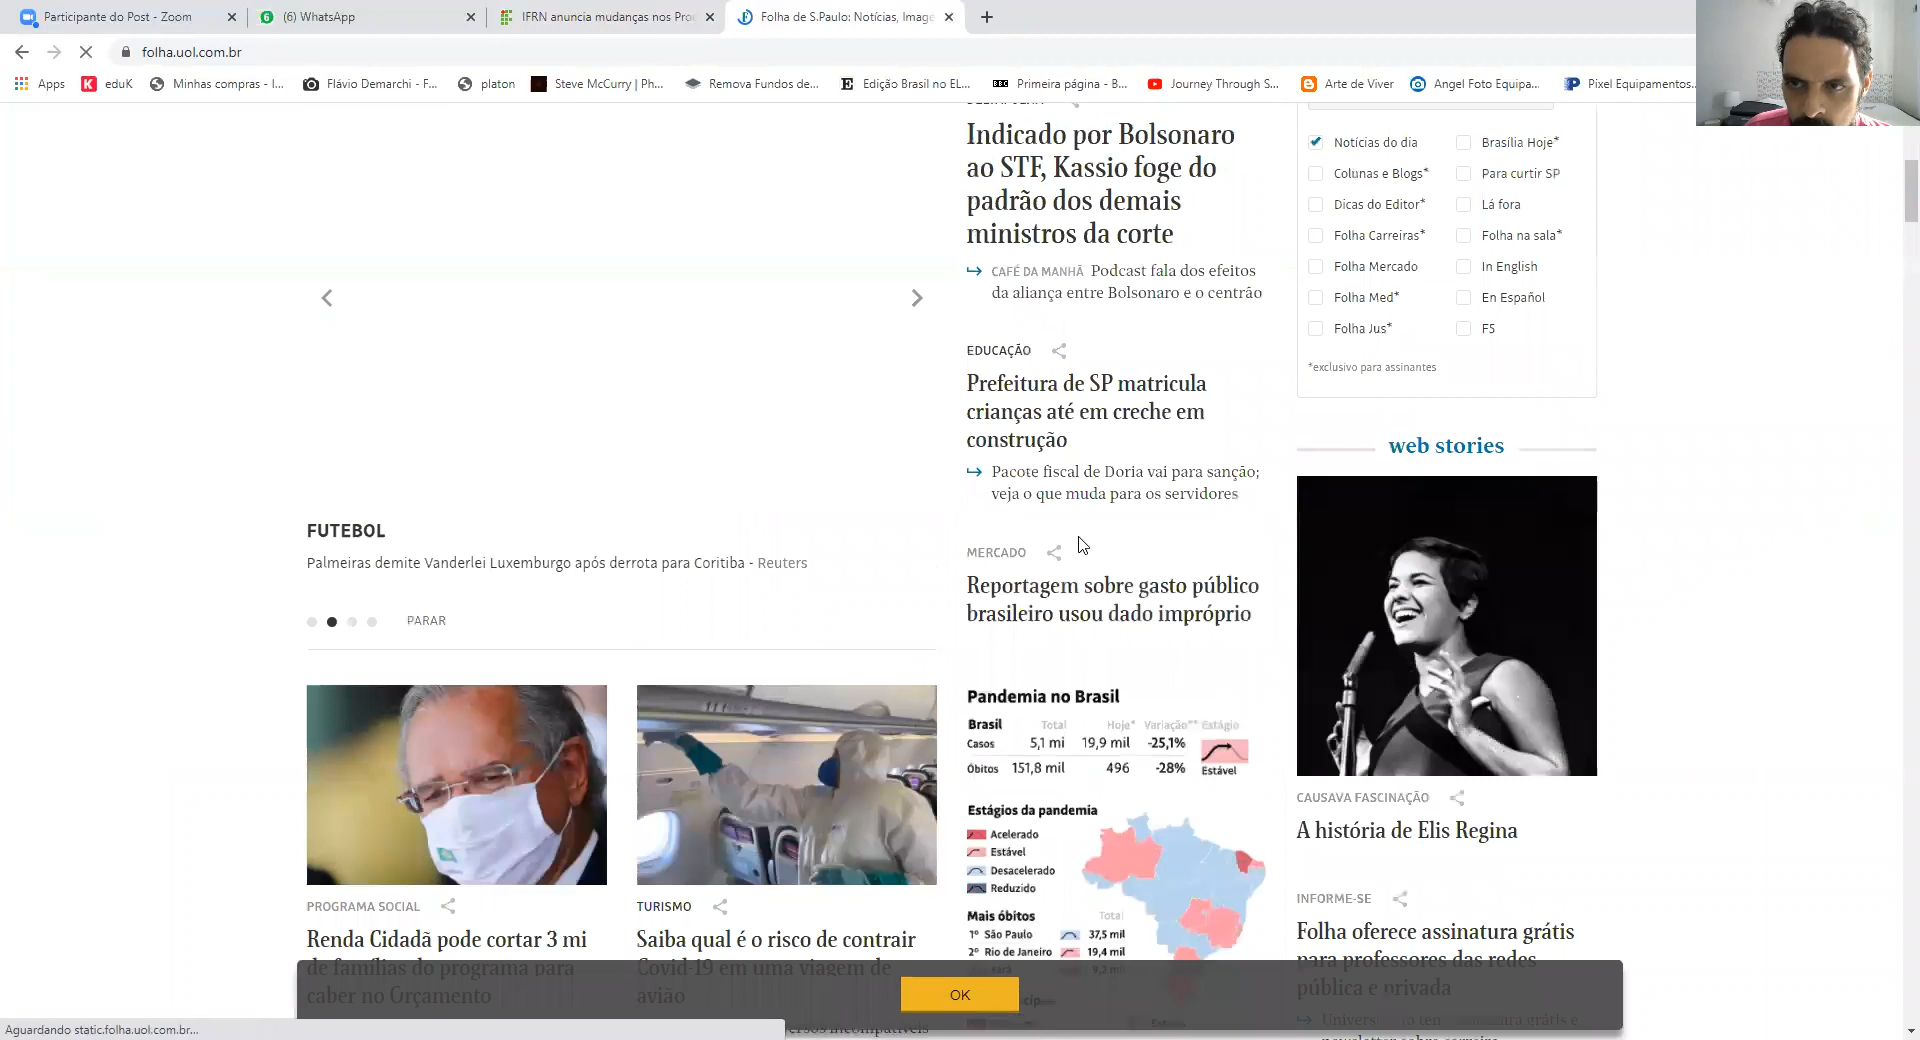 Participante do Post - Zoom
(6) WhatsApp
IFRN anuncia mudanças nos Pro
Folha de S.Paulo: Notícias, Image
folha.uol.com.br
Apps
eduK
Minhas compras - I...
Flávio Demarchi - F...
platon
Steve McCurry | Ph...
Remova Fundos de...
Edição Brasil no EL...
BBC
Primeira página - B...
Journey Through S...
Arte de Viver
Angel Foto Equipa...
Pixel Equipamentos...
Indicado por Bolsonaro
ao STF, Kassio foge do
padrão dos demais
ministros da corte
CAFÉ DA MANHÃ Podcast fala dos efeitos
da aliança entre Bolsonaro e o centrão
EDUCAÇÃO
Prefeitura de SP matricula
crianças até em creche em
construção
Pacote fiscal de Doria vai para sanção;
veja o que muda para os servidores
MERCADO
Reportagem sobre gasto público
brasileiro usou dado impróprio
Notícias do dia
Brasília Hoje*
Colunas e Blogs*
Para curtir SP
Dicas do Editor*
Lá fora
Folha Carreiras*
Folha na sala*
Folha Mercado
In English
Folha Med*
En Español
Folha Jus*
F5
*exclusivo para assinantes
web stories
FUTEBOL
Palmeiras demite Vanderlei Luxemburgo após derrota para Coritiba - Reuters
PARAR
Pandemia no Brasil
Brasil Total Hoje* Variação** Estágio
Casos 5,1 mi 19,9 mil -25,1%
Óbitos 151,8 mil 496 -28% Estável
Estágios da pandemia
Acelerado
Estável
Desacelerado
Reduzido
Mais óbitos Total
1º São Paulo 37,5 mil
2º Rio de Janeiro 19,4 mil
9,2 mil
CAUSAVA FASCINAÇÃO
A história de Elis Regina
INFORME-SE
Folha oferece assinatura grátis
para professores das redes
pública e privada
PROGRAMA SOCIAL
Renda Cidadã pode cortar 3 mi
de famílias do programa para
caber no Orçamento
TURISMO
Saiba qual é o risco de contrair
Covid-19 em uma viagem de
avião
OK
Aguardando static.folha.uol.com.br...